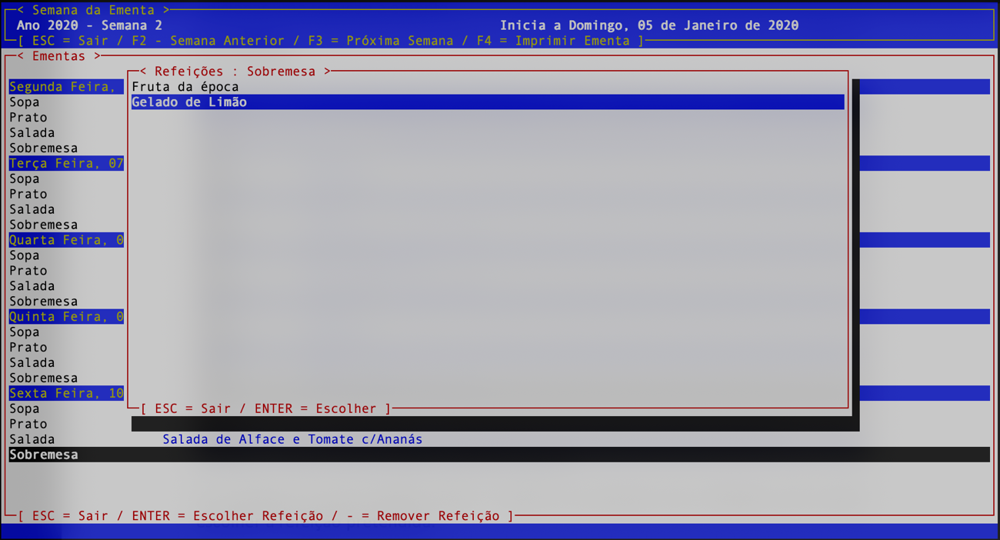 < Semana da Ementa >
Ano 2020 - Semana 2 Inicia a Domingo, 05 de Janeiro de 2020
[ ESC = Sair / F2 - Semana Anterior / F3 = Próxima Semana / F4 = Imprimir Ementa ]
< Ementas >
< Refeições : Sobremesa >
Segunda Feira, Fruta da época
Sopa Gelado de Limão
Prato
Salada
Sobremesa
Terça Feira, 07
Sopa
Prato
Salada
Sobremesa
Quarta Feira, 0
Sopa
Prato
Salada
Sobremesa
Quinta Feira, 0
Sopa
Prato
Salada
Sobremesa
Sexta Feira, 10
Sopa [ ESC = Sair / ENTER = Escolher ]
Prato
Salada Salada de Alface e Tomate c/Ananás
Sobremesa
[ ESC = Sair / ENTER = Escolher Refeição / - = Remover Refeição ]